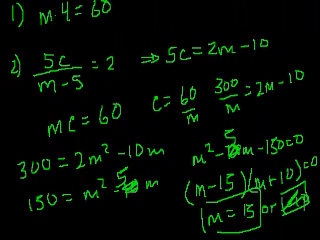 1) m·4=60
2) 5c/(m-5) = 2 ⇒ 5c=2m-10
mc=60 c=60/m 300/m=2m-10
300=2m²-10m m²-5m-150=0
150=m²-5m (m-15)(m+10)=0
m=15 or